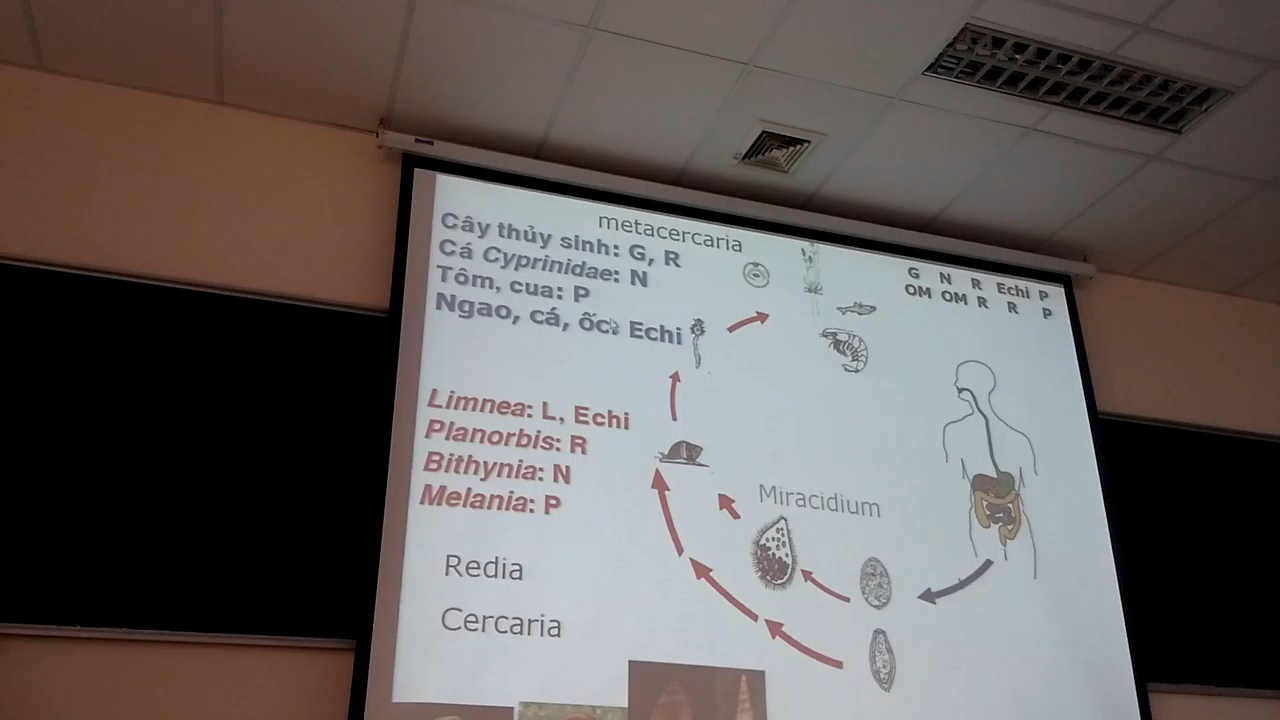 metacercaria
Cây thủy sinh: G, R
Cá Cyprinidae: N
Tôm, cua: P
Ngao, cá, ốc: Echi
G N R Echi P
OM OM R R P
Limnea: L, Echi
Planorbis: R
Bithynia: N
Melania: P
Miracidium
Redia
Cercaria